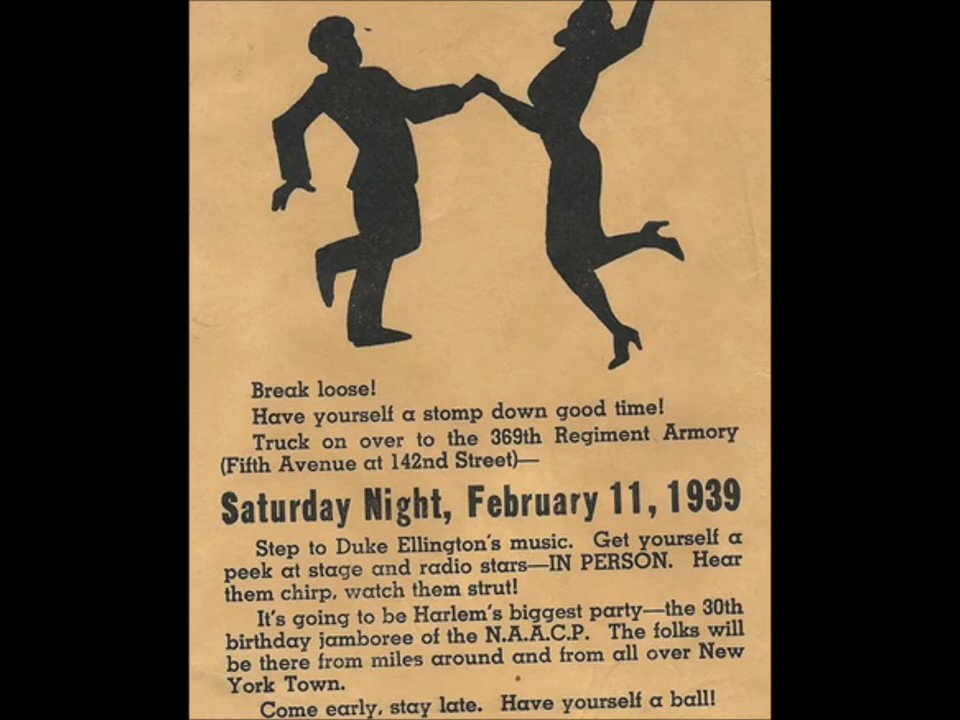 Break loose!
Have yourself a stomp down good time!
Truck on over to the 369th Regiment Armory
(Fifth Avenue at 142nd Street)—
Saturday Night, February 11, 1939
Step to Duke Ellington's music. Get yourself a
peek at stage and radio stars—IN PERSON. Hear
them chirp, watch them strut!
It's going to be Harlem's biggest party—the 30th
birthday jamboree of the N.A.A.C.P. The folks will
be there from miles around and from all over New
York Town.
Come early, stay late. Have yourself a ball!